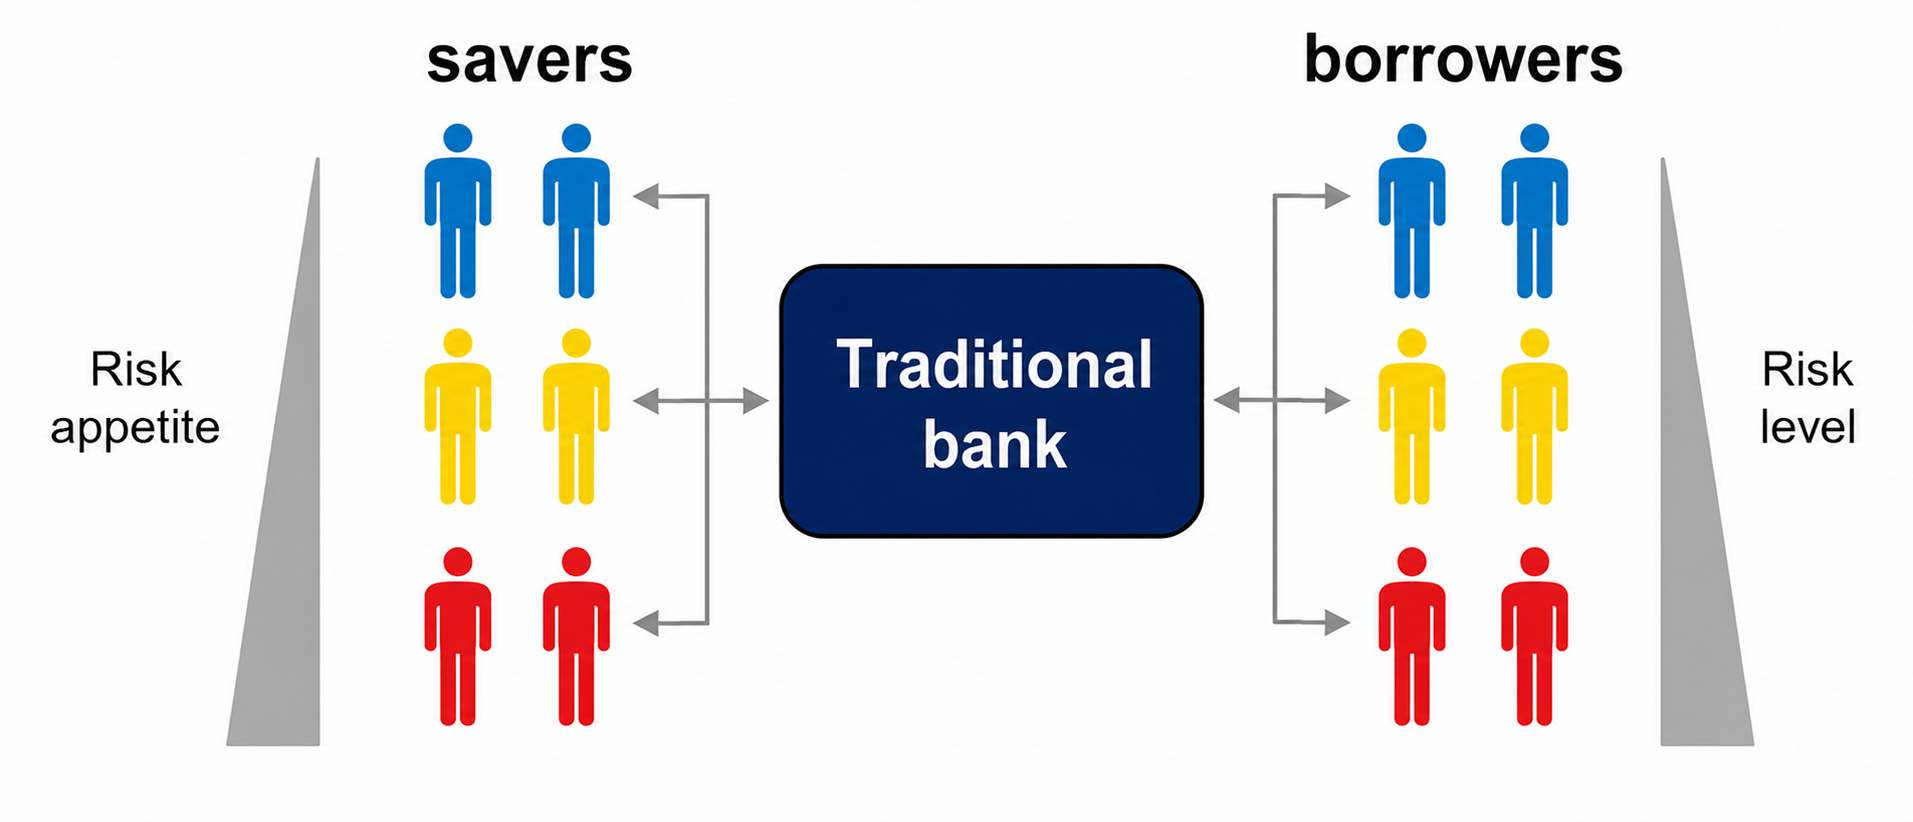 savers
borrowers
Risk
appetite
Traditional
bank
Risk
level